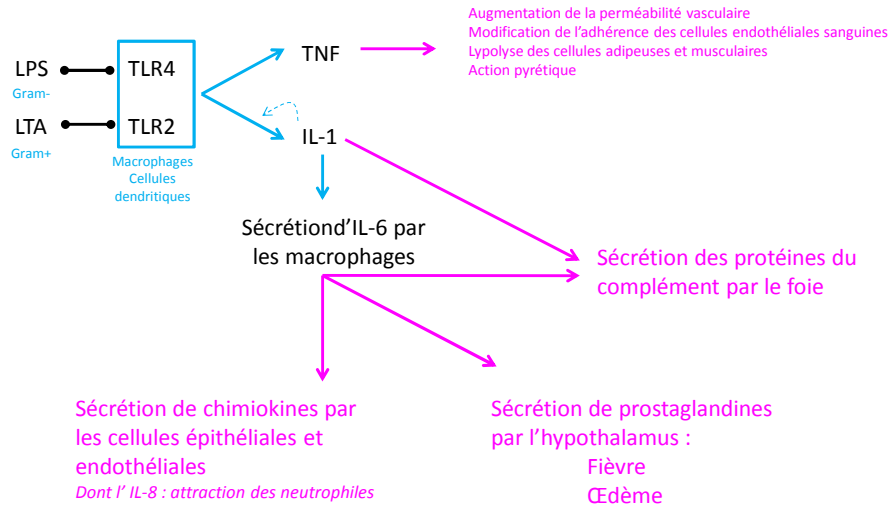 Augmentation de la perméabilité vasculaire
Modification de l'adhérence des cellules endothéliales sanguines
Lypolyse des cellules adipeuses et musculaires
Action pyrétique
TNF
LPS
TLR4
Gram-
LTA
TLR2
Gram+
IL-1
Macrophages
Cellules
dendritiques
Sécrétiond'IL-6 par
les macrophages
Sécrétion des protéines du
complément par le foie
Sécrétion de chimiokines par
les cellules épithéliales et
endothéliales
Dont l' IL-8 : attraction des neutrophiles
Sécrétion de prostaglandines
par l'hypothalamus :
Fièvre
Œdème